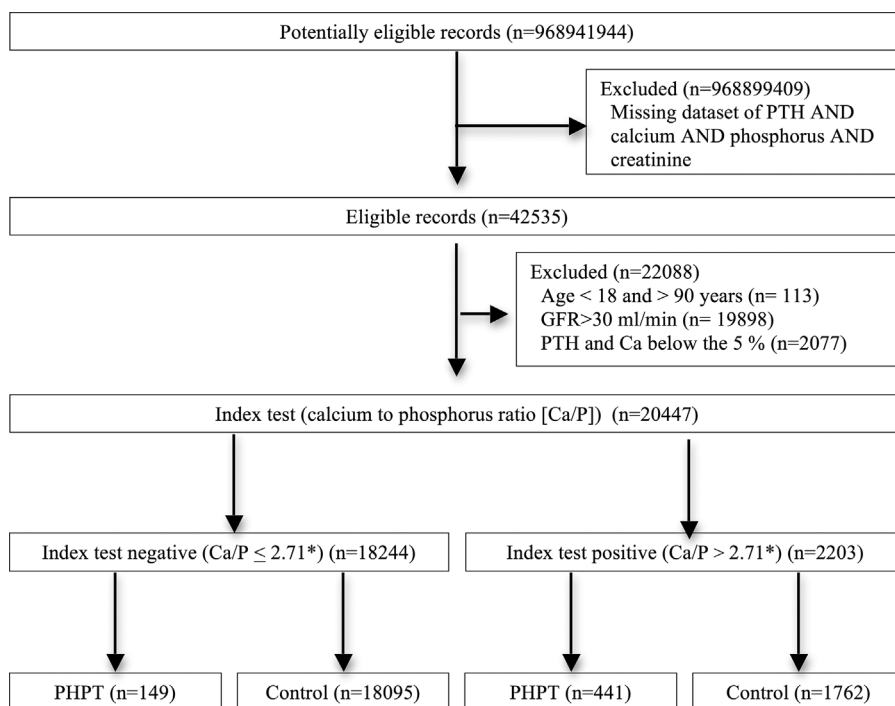 Potentially eligible records (n=968941944)
Excluded (n=968899409)
Missing dataset of PTH AND
calcium AND phosphorus AND
creatinine
Eligible records (n=42535)
Excluded (n=22088)
Age < 18 and > 90 years (n= 113)
GFR>30 ml/min (n= 19898)
PTH and Ca below the 5 % (n=2077)
Index test (calcium to phosphorus ratio [Ca/P]) (n=20447)
Index test negative (Ca/P ≤ 2.71*) (n=18244)
Index test positive (Ca/P > 2.71*) (n=2203)
PHPT (n=149)
Control (n=18095)
PHPT (n=441)
Control (n=1762)